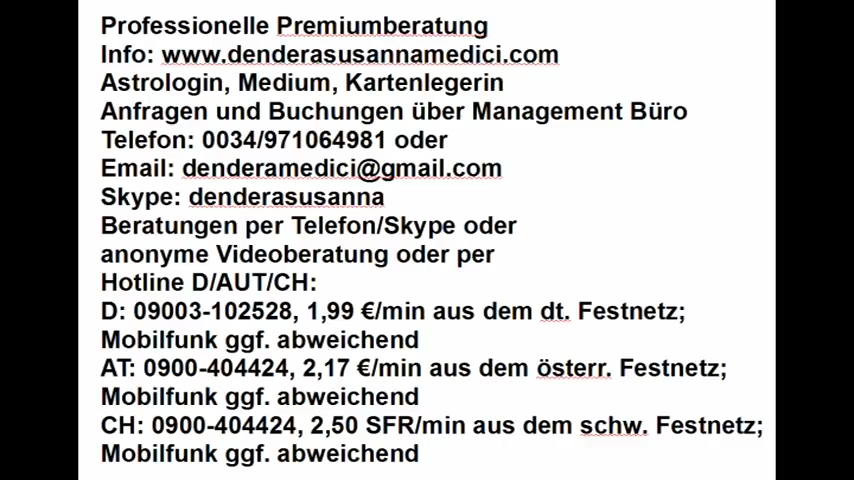 Professionelle Premiumberatung
Info: www.denderasusannamedici.com
Astrologin, Medium, Kartenlegerin
Anfragen und Buchungen über Management Büro
Telefon: 0034/971064981 oder
Email: denderamedici@gmail.com
Skype: denderasusanna
Beratungen per Telefon/Skype oder
anonyme Videoberatung oder per
Hotline D/AUT/CH:
D: 09003-102528, 1,99 €/min aus dem dt. Festnetz;
Mobilfunk ggf. abweichend
AT: 0900-404424, 2,17 €/min aus dem österr. Festnetz;
Mobilfunk ggf. abweichend
CH: 0900-404424, 2,50 SFR/min aus dem schw. Festnetz;
Mobilfunk ggf. abweichend